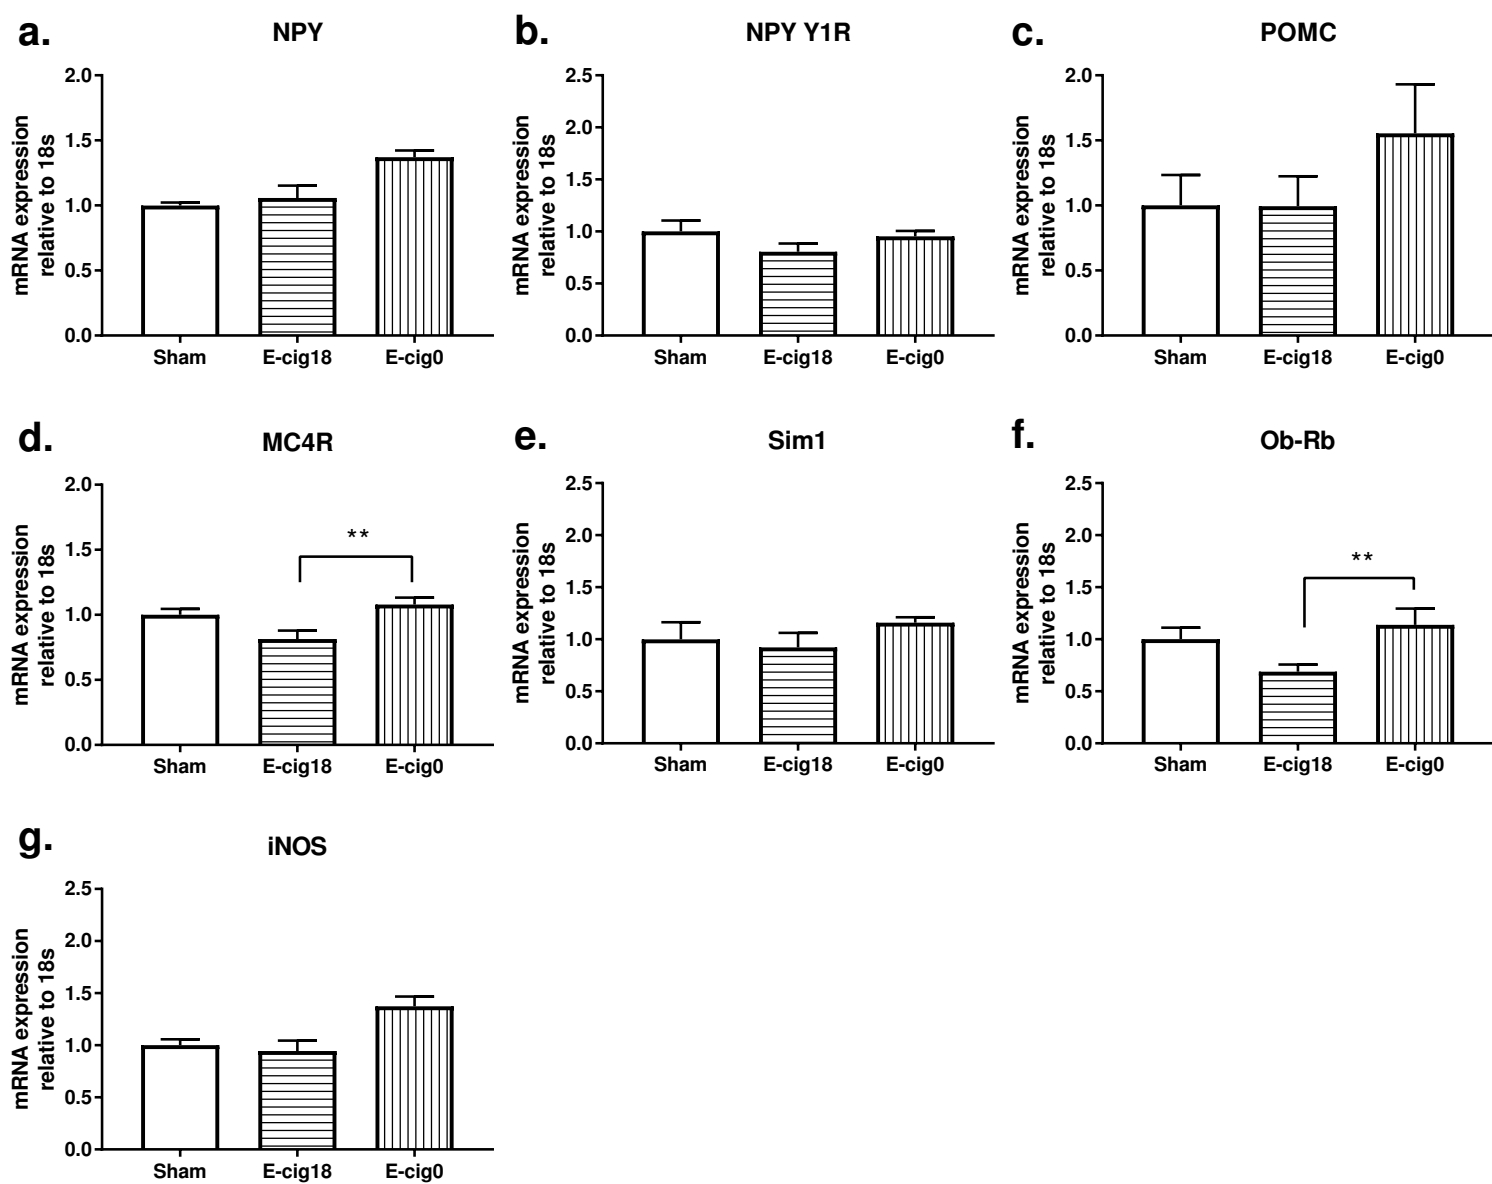 a.
NPY
mRNA expression
relative to 18s
2.0
1.5
1.0
0.5
0.0
Sham E-cig18 E-cig0
b.
NPY Y1R
mRNA expression
relative to 18s
2.5
2.0
1.5
1.0
0.5
0.0
Sham E-cig18 E-cig0
c.
POMC
mRNA expression
relative to 18s
2.0
1.5
1.0
0.5
0.0
Sham E-cig18 E-cig0
d.
MC4R
mRNA expression
relative to 18s
2.0
1.5
1.0
0.5
0.0
**
Sham E-cig18 E-cig0
e.
Sim1
mRNA expression
relative to 18s
2.5
2.0
1.5
1.0
0.5
0.0
Sham E-cig18 E-cig0
f.
Ob-Rb
mRNA expression
relative to 18s
2.5
2.0
1.5
1.0
0.5
0.0
**
Sham E-cig18 E-cig0
g.
iNOS
mRNA expression
relative to 18s
2.5
2.0
1.5
1.0
0.5
0.0
Sham E-cig18 E-cig0